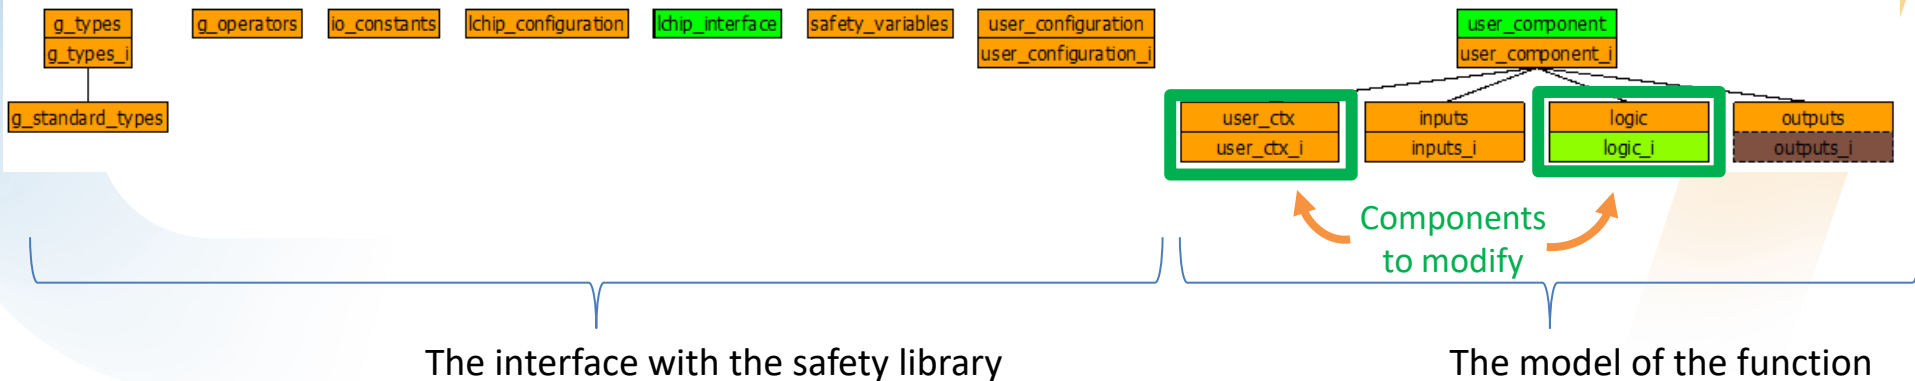 g_types
g_types_i
g_standard_types
g_operators
io_constants
lchip_configuration
lchip_interface
safety_variables
user_configuration
user_configuration_i
user_component
user_component_i
user_ctx
user_ctx_i
inputs
inputs_i
logic
logic_i
outputs
outputs_i
Components
to modify
The interface with the safety library
The model of the function